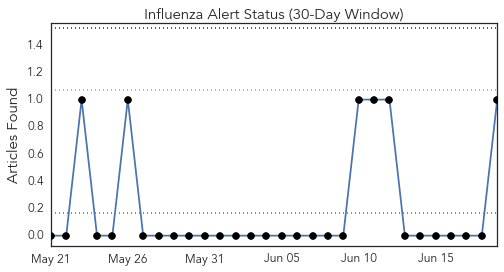 Influenza Alert Status (30-Day Window)
Articles Found
1.4
1.2
1.0
0.8
0.6
0.4
0.2
0.0
May 21
May 26
May 31
Jun 05
Jun 10
Jun 15